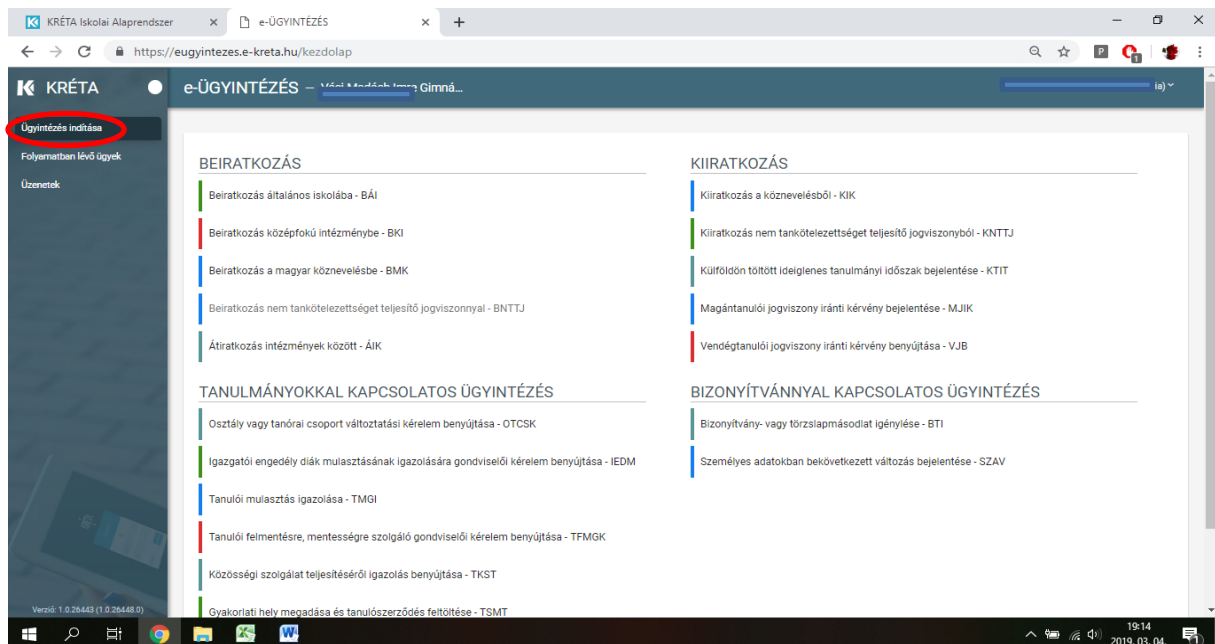 KRÉTA Iskolai Alaprendszer
e-ÜGYINTÉZÉS
https://eugyintezes.e-kreta.hu/kezdolap
KRÉTA
e-ÜGYINTÉZÉS – Gimná...
ia)
Ügyintézés indítása
Folyamatban lévő ügyek
Üzenetek
BEIRATKOZÁS
Beiratkozás általános iskolába - BÁI
Beiratkozás középfokú intézménybe - BKI
Beiratkozás a magyar köznevelésbe - BMK
Beiratkozás nem tankötelezettséget teljesítő jogviszonnyal - BNTTJ
Átiratkozás intézmények között - ÁIK
KIIRATKOZÁS
Kiiratkozás a köznevelésből - KIK
Kiiratkozás nem tankötelezettséget teljesítő jogviszonyból - KNTTJ
Külföldön töltött ideiglenes tanulmányi időszak bejelentése - KTIT
Magántanulói jogviszony iránti kérvény bejelentése - MJIK
Vendégtanulói jogviszony iránti kérvény benyújtása - VJB
TANULMÁNYOKKAL KAPCSOLATOS ÜGYINTÉZÉS
Osztály vagy tanórai csoport változtatási kérelem benyújtása - OTCSK
Igazgatói engedély diák mulasztásának igazolására gondviselői kérelem benyújtása - IEDM
Tanulói mulasztás igazolása - TMGI
Tanulói felmentésre, mentességre szolgáló gondviselői kérelem benyújtása - TFMGK
Közösségi szolgálat teljesítéséről igazolás benyújtása - TKST
Gyakorlati hely megadása és tanulószerződés feltöltése - TSMT
BIZONYÍTVÁNNYAL KAPCSOLATOS ÜGYINTÉZÉS
Bizonyítvány- vagy törzslapmásodlat igénylése - BTI
Személyes adatokban bekövetkezett változás bejelentése - SZAV
Verzió: 1.0.26443 (1.0.26448.0)
19:14
2019. 03. 04.